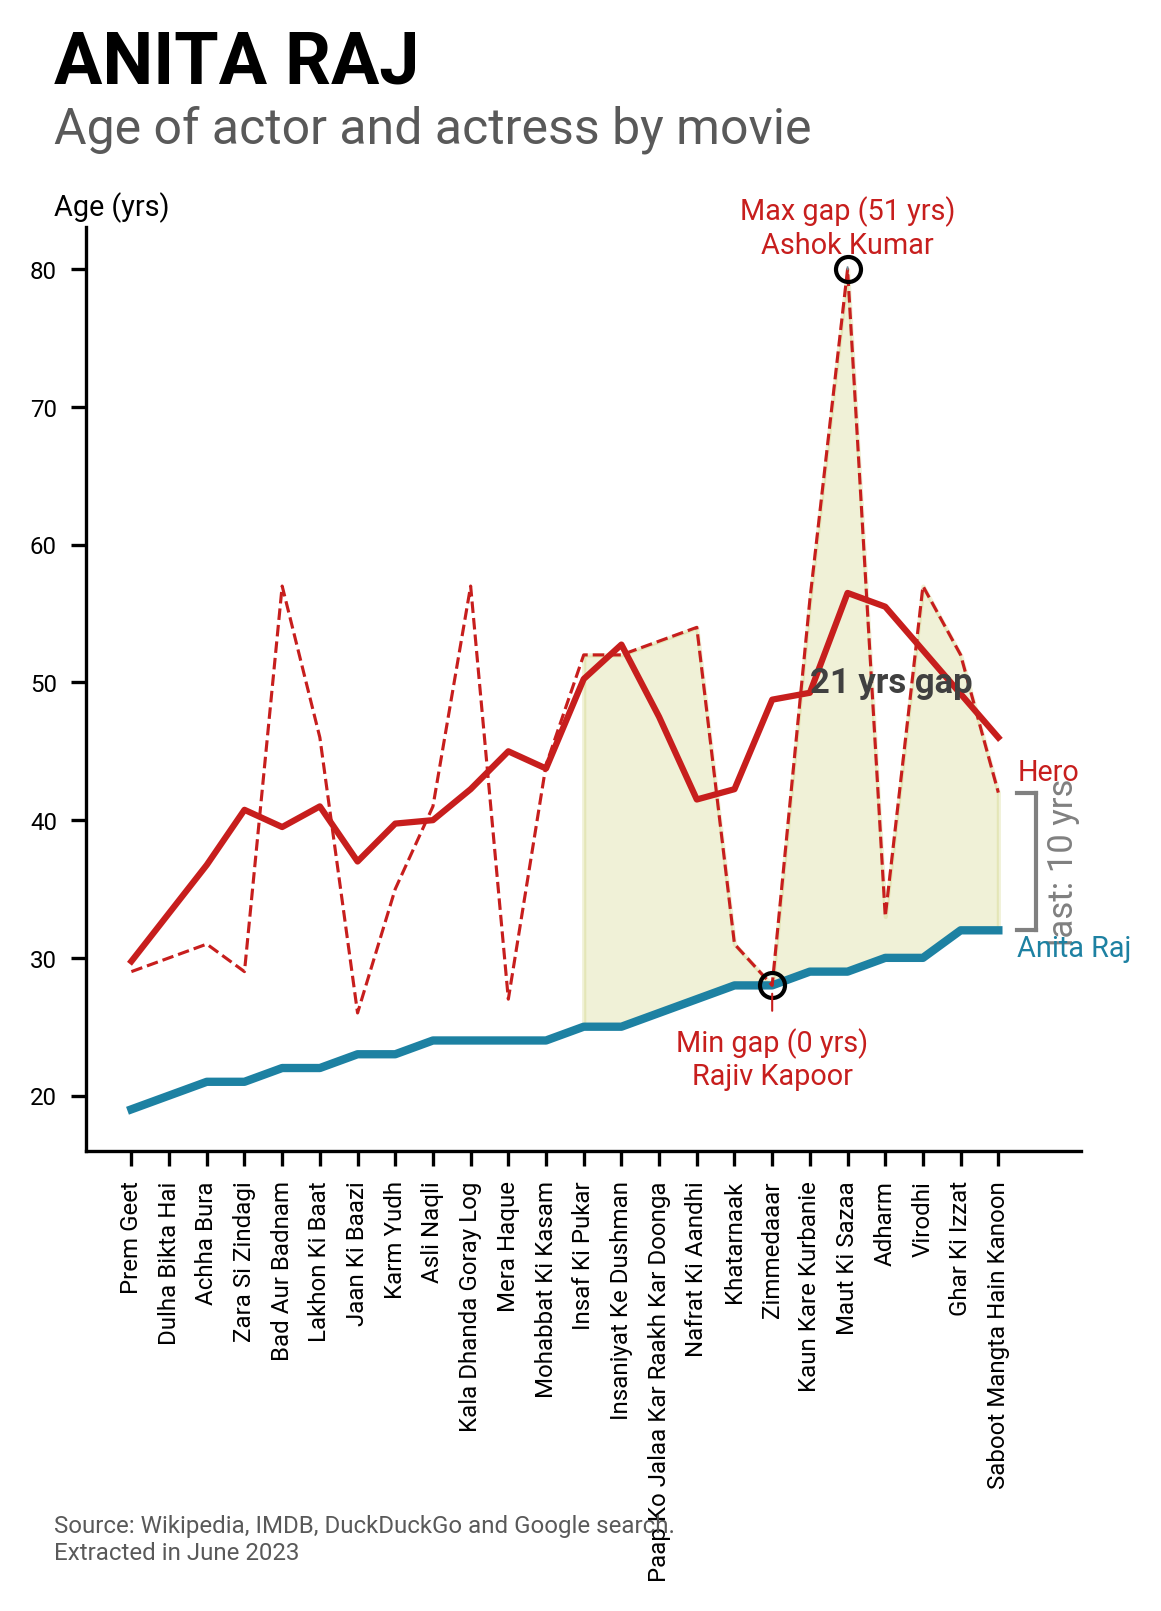 ANITA RAJ
Age of actor and actress by movie
Age (yrs)
Max gap (51 yrs)
Ashok Kumar
80
70
60
50
40
30
20
21 yrs gap
Hero
last: 10 yrs
Anita Raj
Min gap (0 yrs)
Rajiv Kapoor
Prem Geet
Dulha Bikta Hai
Achha Bura
Zara Si Zindagi
Bad Aur Badnam
Lakhon Ki Baat
Jaan Ki Baazi
Karm Yudh
Asli Naqli
Kala Dhanda Goray Log
Mera Haque
Mohabbat Ki Kasam
Insaf Ki Pukar
Insaniyat Ke Dushman
Paap Ko Jalaa Kar Raakh Kar Doonga
Nafrat Ki Aandhi
Khatarnaak
Zimmedaaar
Kaun Kare Kurbanie
Maut Ki Sazaa
Adharm
Virodhi
Ghar Ki Izzat
Saboot Mangta Hain Kanoon
Source: Wikipedia, IMDB, DuckDuckGo and Google search.
Extracted in June 2023